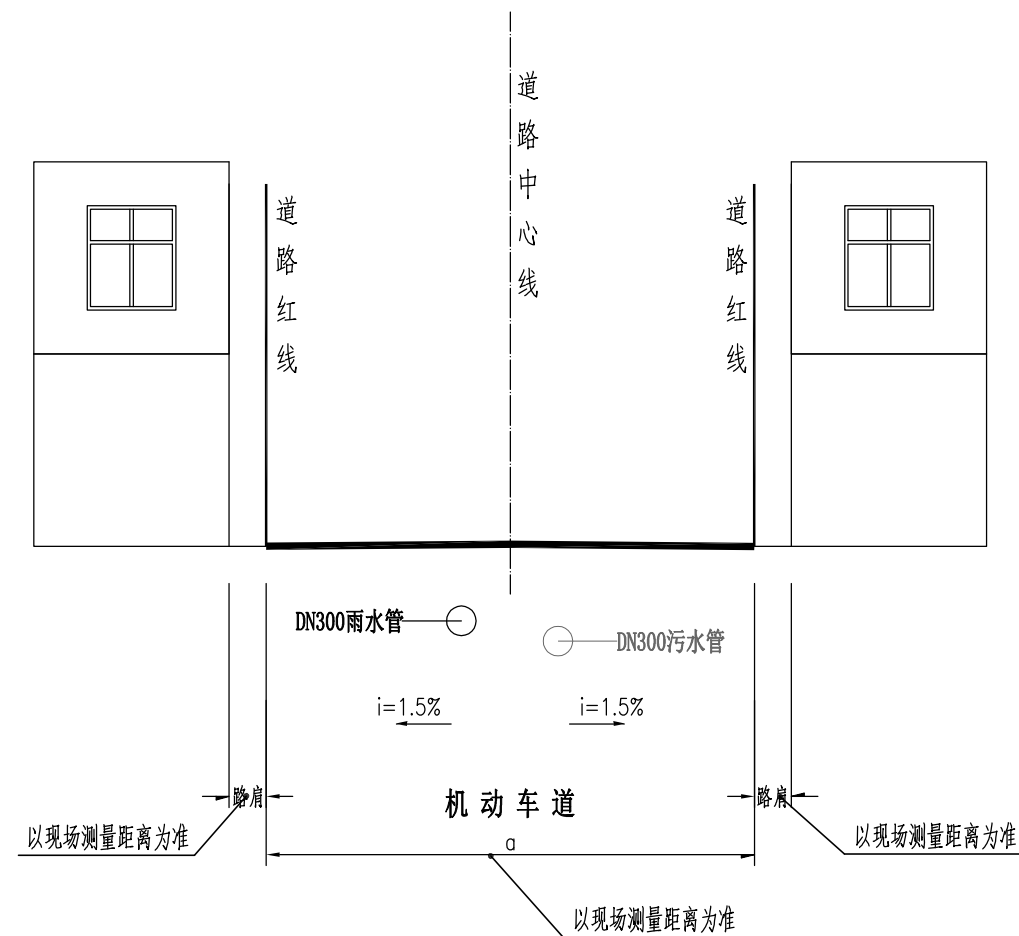 道路中心线
道路红线
道路红线
DN300雨水管
DN300污水管
i=1.5%
i=1.5%
路肩
机动车道
路肩
以现场测量距离为准
a
以现场测量距离为准
以现场测量距离为准